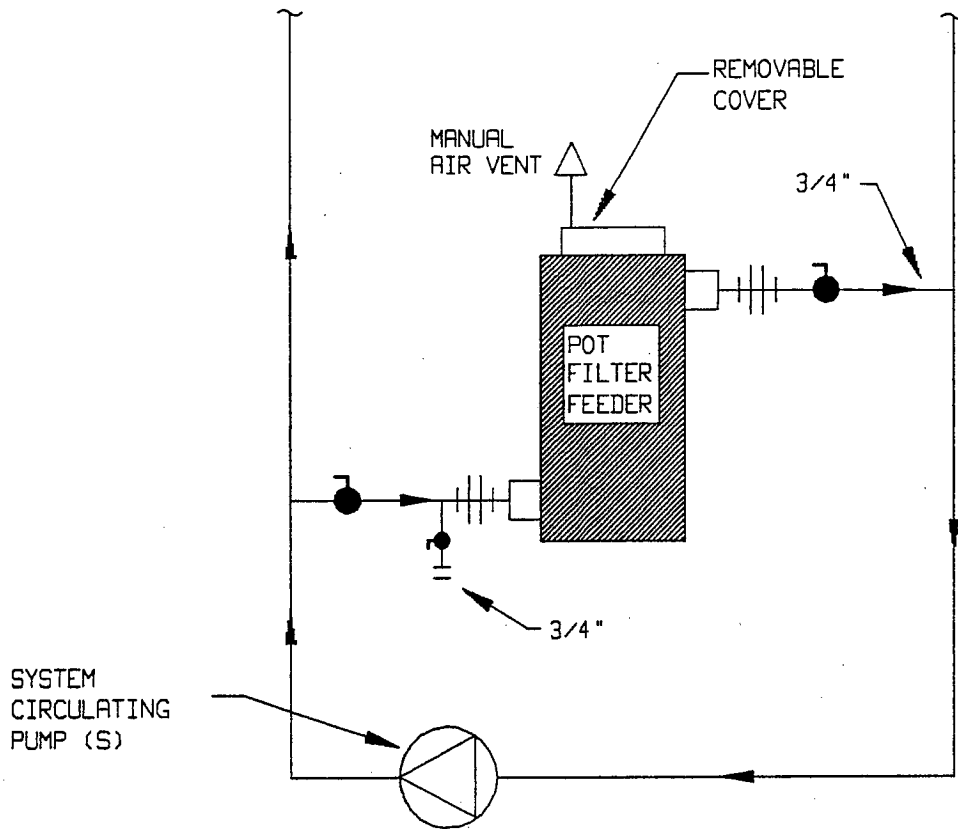 REMOVABLE
COVER
MANUAL
AIR VENT
3/4"
POT
FILTER
FEEDER
3/4"
SYSTEM
CIRCULATING
PUMP (S)